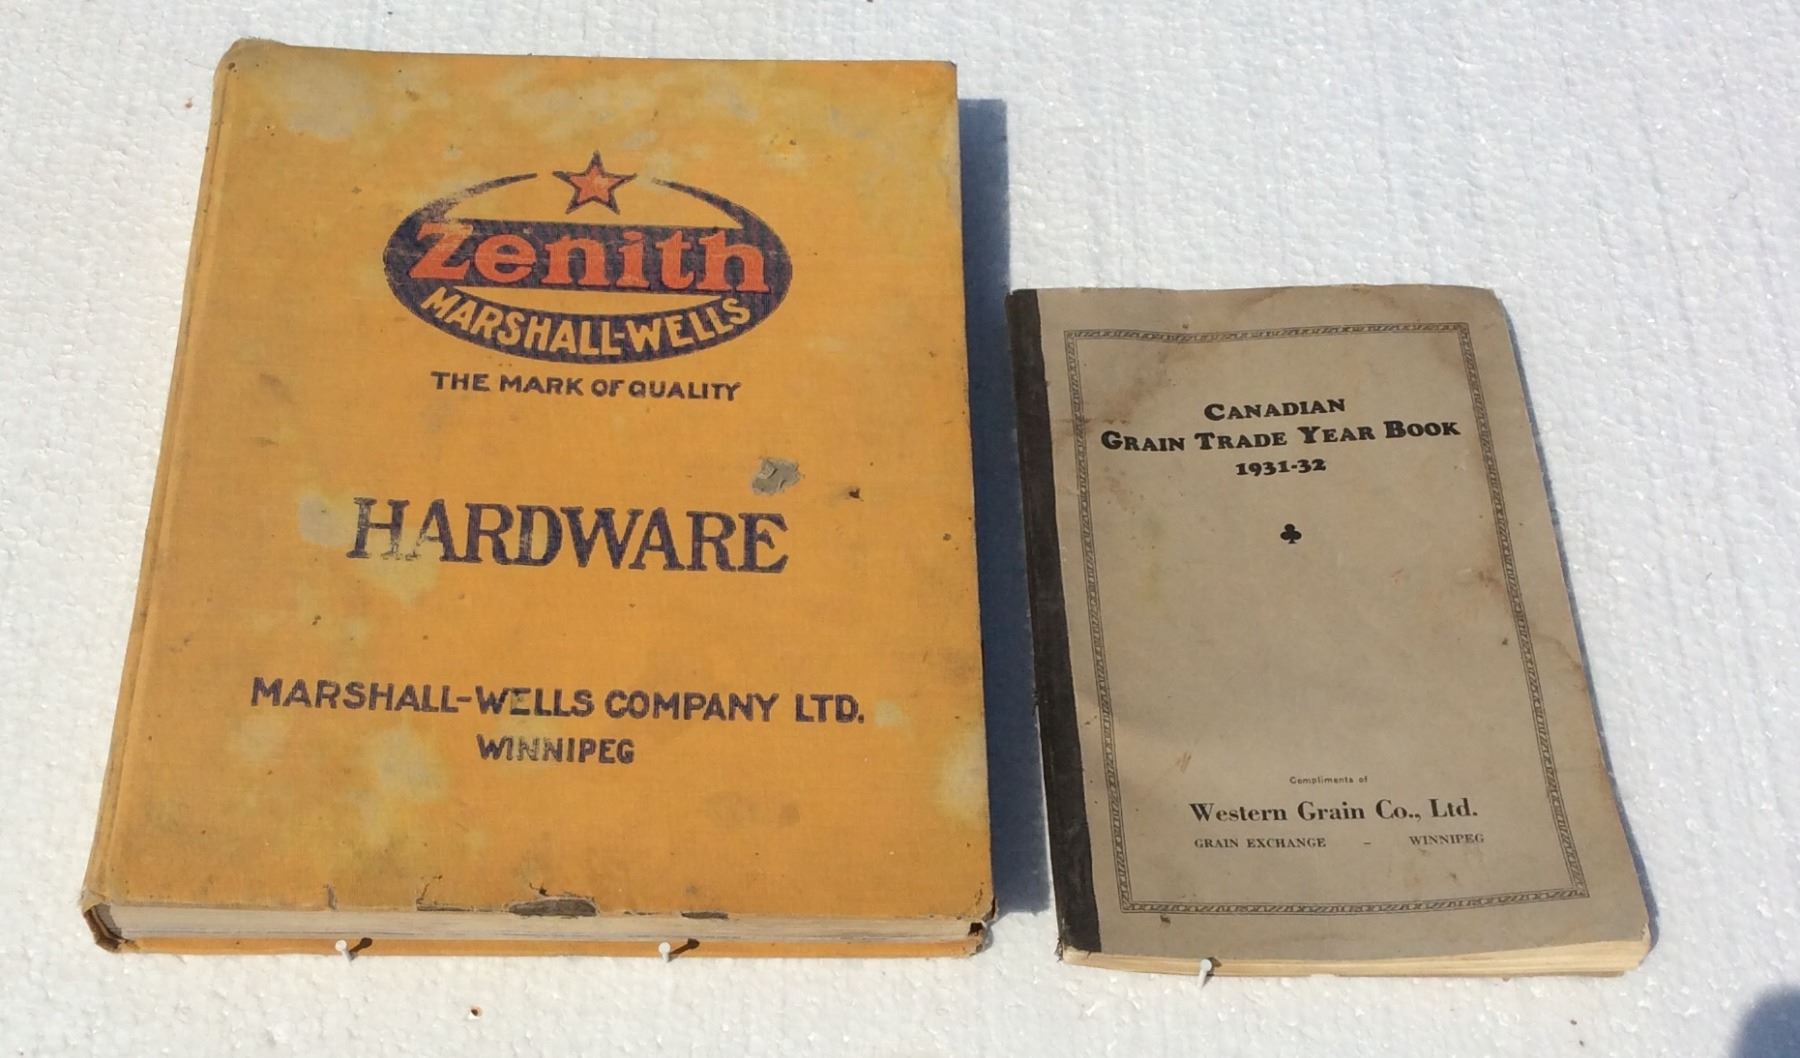 Zenith
MARSHALL-WELLS
THE MARK OF QUALITY
HARDWARE
MARSHALL-WELLS COMPANY LTD.
WINNIPEG
CANADIAN
GRAIN TRADE YEAR BOOK
1931-32
Compliments of
Western Grain Co., Ltd.
GRAIN EXCHANGE - WINNIPEG